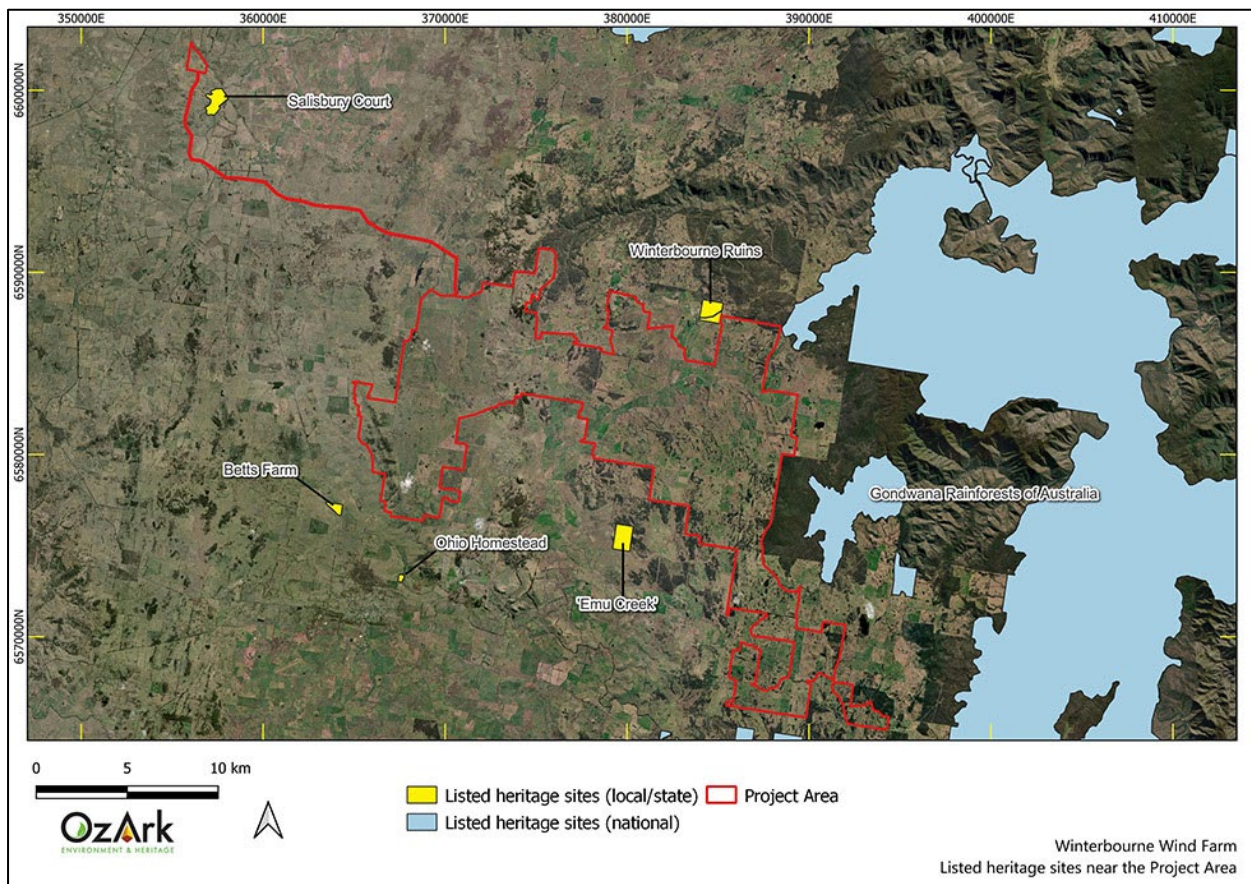 350000E 360000E 370000E 380000E 390000E 400000E 410000E
6600000N
6590000N
6580000N
6570000N
Salisbury Court
Winterbourne Ruins
Betts Farm
Gondwana Rainforests of Australia
Ohio Homestead
'Emu Creek'
0 5 10 km
Listed heritage sites (local/state) Project Area
Listed heritage sites (national)
OzArk
ENVIRONMENT & HERITAGE
Winterbourne Wind Farm
Listed heritage sites near the Project Area